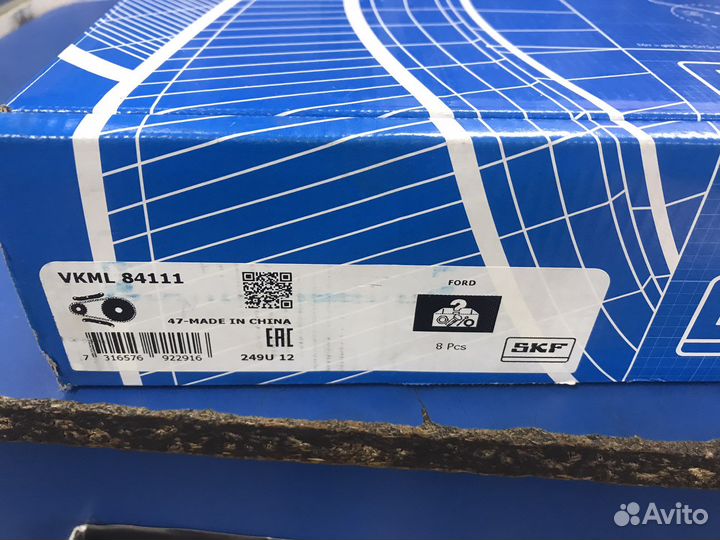 VKML 84111
FORD
47-MADE IN CHINA
EAC
7 316576 922916
249U 12
8 Pcs
SKF
Avito